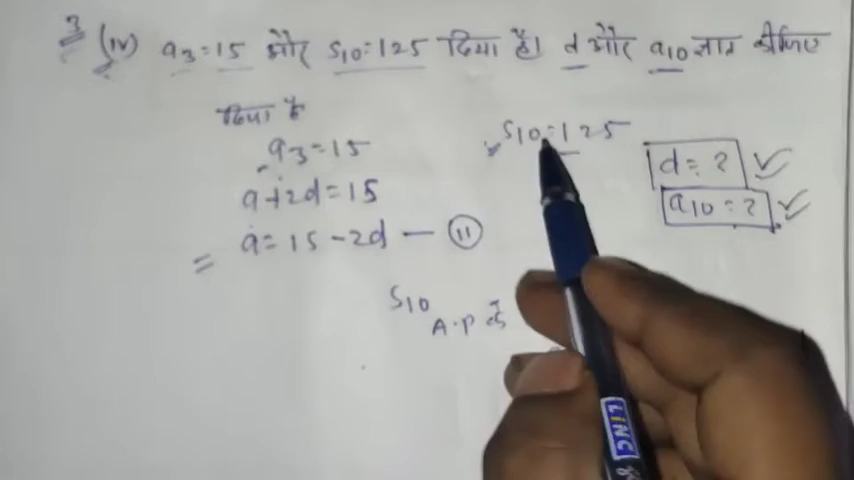 3 (iv) a3=15 और S10=125 दिया है। d और a10 ज्ञात कीजिए
दिया है
a3=15
S10=125
d=?
a+2d=15
a10=?
a=15-2d — (11)
=
S10
A.P के
LINC